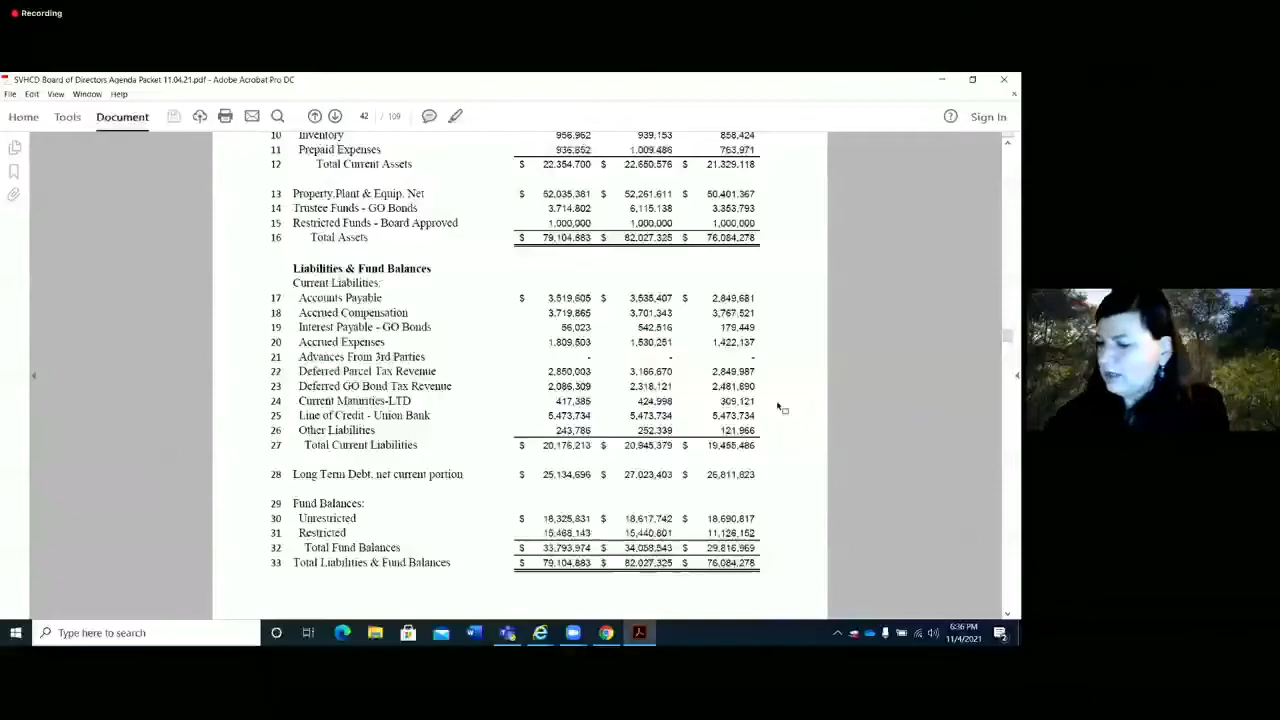 Recording
SVHCD Board of Directors Agenda Packet 11.04.21.pdf - Adobe Acrobat Pro DC
File Edit View Window Help
Home Tools Document 42 / 109 Sign In
10 Inventory 956,962 939,153 858,424
11 Prepaid Expenses 936,852 1,009,486 763,971
12 Total Current Assets $ 22,354,700 $ 22,650,576 $ 21,329,118
13 Property,Plant & Equip, Net $ 52,035,381 $ 52,261,611 $ 50,401,367
14 Trustee Funds - GO Bonds 3,714,802 6,115,138 3,353,793
15 Restricted Funds - Board Approved 1,000,000 1,000,000 1,000,000
16 Total Assets $ 79,104,883 $ 82,027,325 $ 76,084,278
Liabilities & Fund Balances
Current Liabilities:
17 Accounts Payable $ 3,519,605 $ 3,535,407 $ 2,849,681
18 Accrued Compensation 3,719,865 3,701,343 3,767,521
19 Interest Payable - GO Bonds 56,023 542,516 179,449
20 Accrued Expenses 1,809,503 1,530,251 1,422,137
21 Advances From 3rd Parties - - -
22 Deferred Parcel Tax Revenue 2,850,003 3,166,670 2,849,987
23 Deferred GO Bond Tax Revenue 2,086,309 2,318,121 2,481,890
24 Current Maturities-LTD 417,385 424,998 309,121
25 Line of Credit - Union Bank 5,473,734 5,473,734 5,473,734
26 Other Liabilities 243,786 252,339 121,966
27 Total Current Liabilities $ 20,176,213 $ 20,945,379 $ 19,455,486
28 Long Term Debt, net current portion $ 25,134,696 $ 27,023,403 $ 26,811,823
29 Fund Balances:
30 Unrestricted $ 18,325,831 $ 18,617,742 $ 18,690,817
31 Restricted 15,468,143 15,440,801 11,126,152
32 Total Fund Balances $ 33,793,974 $ 34,058,543 $ 29,816,969
33 Total Liabilities & Fund Balances $ 79,104,883 $ 82,027,325 $ 76,084,278
Type here to search
6:36 PM
11/4/2021